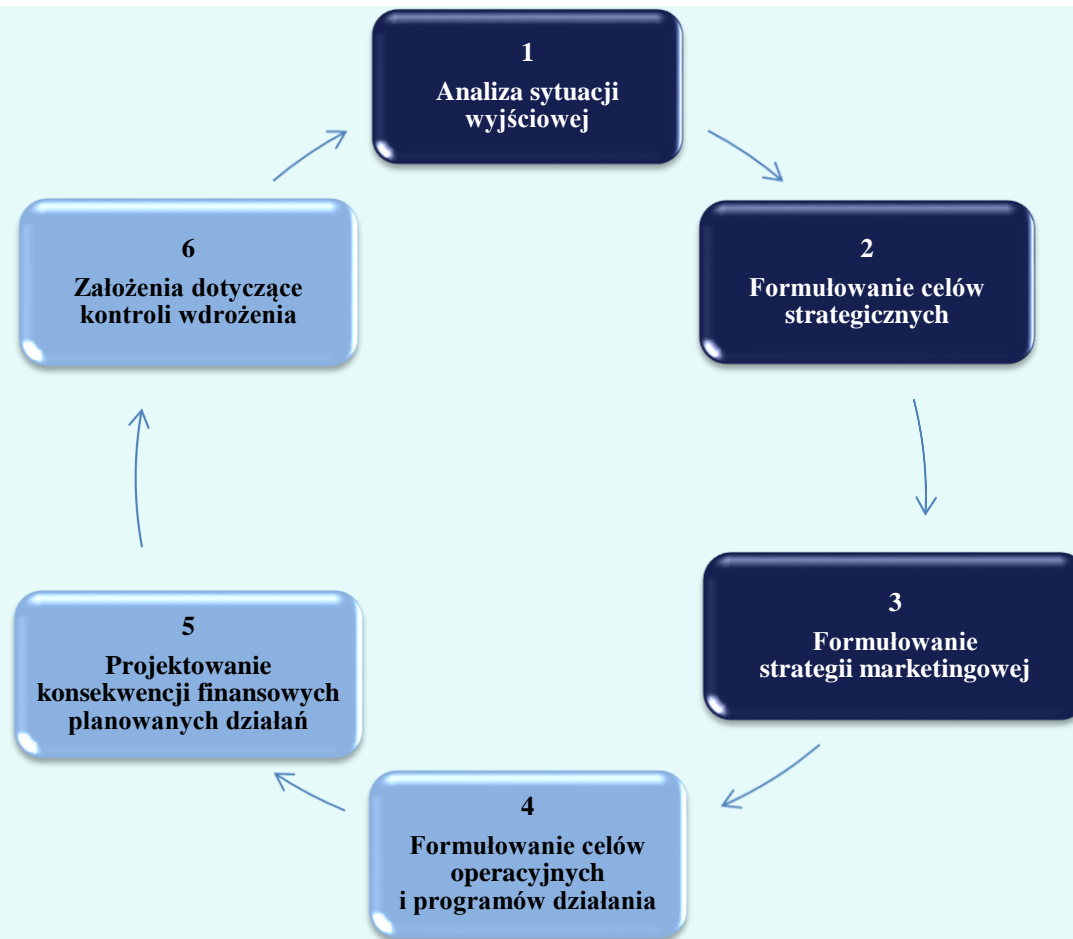 1
Analiza sytuacji
wyjściowej
2
Formułowanie celów
strategicznych
3
Formułowanie
strategii marketingowej
4
Formułowanie celów
operacyjnych
i programów działania
5
Projektowanie
konsekwencji finansowych
planowanych działań
6
Założenia dotyczące
kontroli wdrożenia